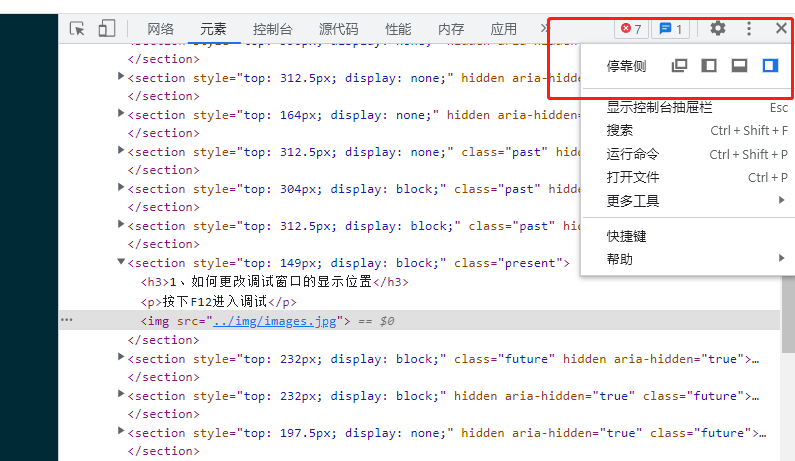 网络 元素 控制台 源代码 性能 内存 应用 » 7 1
</section>
<section style="top: 312.5px; display: none;" hidden aria-hidde 停靠侧
</section>
<section style="top: 164px; display: none;" hidden aria-hidden= 显示控制台抽屉栏 Esc
</section> 搜索 Ctrl + Shift + F
<section style="top: 312.5px; display: none;" class="past" hidd 运行命令 Ctrl + Shift + P
</section> 打开文件 Ctrl + P
<section style="top: 304px; display: block;" class="past" hidde 更多工具
</section>
<section style="top: 312.5px; display: block;" class="past" hid 快捷键
</section>
<section style="top: 149px; display: block;" class="present"> 帮助
<h3>1、如何更改调试窗口的显示位置</h3>
<p>按下F12进入调试</p>
··· <img src="../img/images.jpg"> == $0
</section>
<section style="top: 232px; display: block;" class="future" hidden aria-hidden="true">…
</section>
<section style="top: 232px; display: block;" hidden aria-hidden="true" class="future">…
</section>
<section style="top: 197.5px; display: none;" hidden aria-hidden="true" class="future">…
</section>